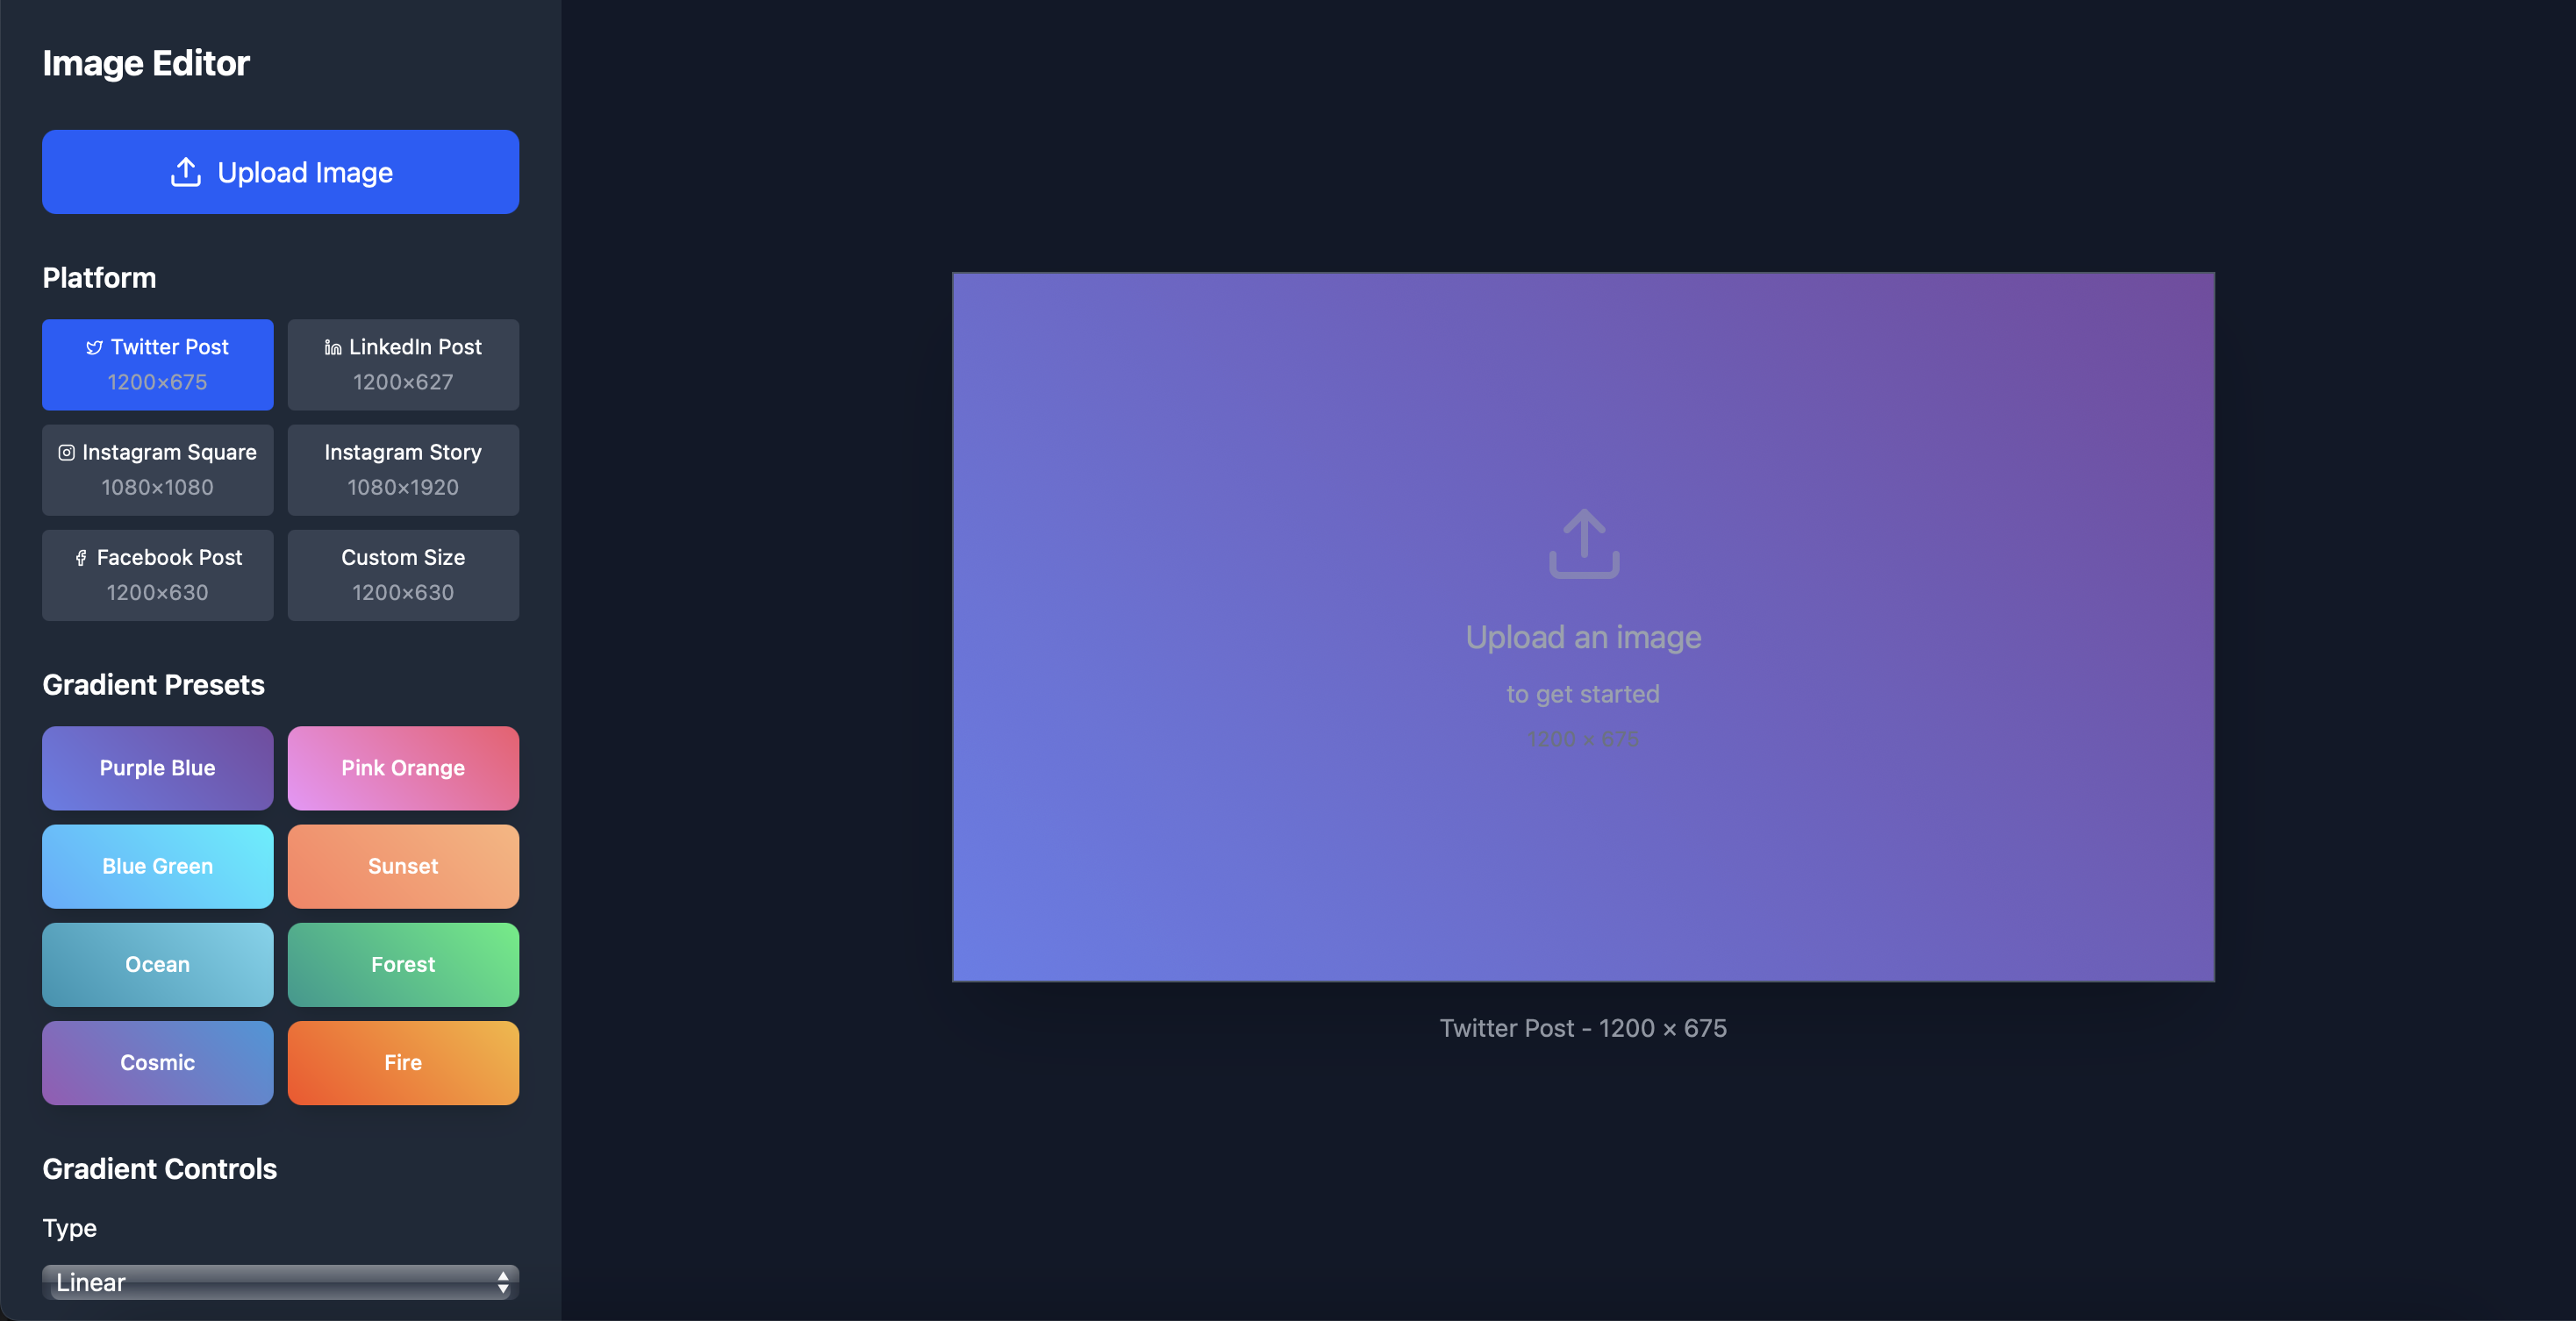 Image Editor
Upload Image
Platform
Twitter Post
1200×675
LinkedIn Post
1200×627
Instagram Square
1080×1080
Instagram Story
1080×1920
Facebook Post
1200×630
Custom Size
1200×630
Gradient Presets
Purple Blue
Pink Orange
Blue Green
Sunset
Ocean
Forest
Cosmic
Fire
Gradient Controls
Type
Linear
Upload an image
to get started
1200 × 675
Twitter Post - 1200 × 675